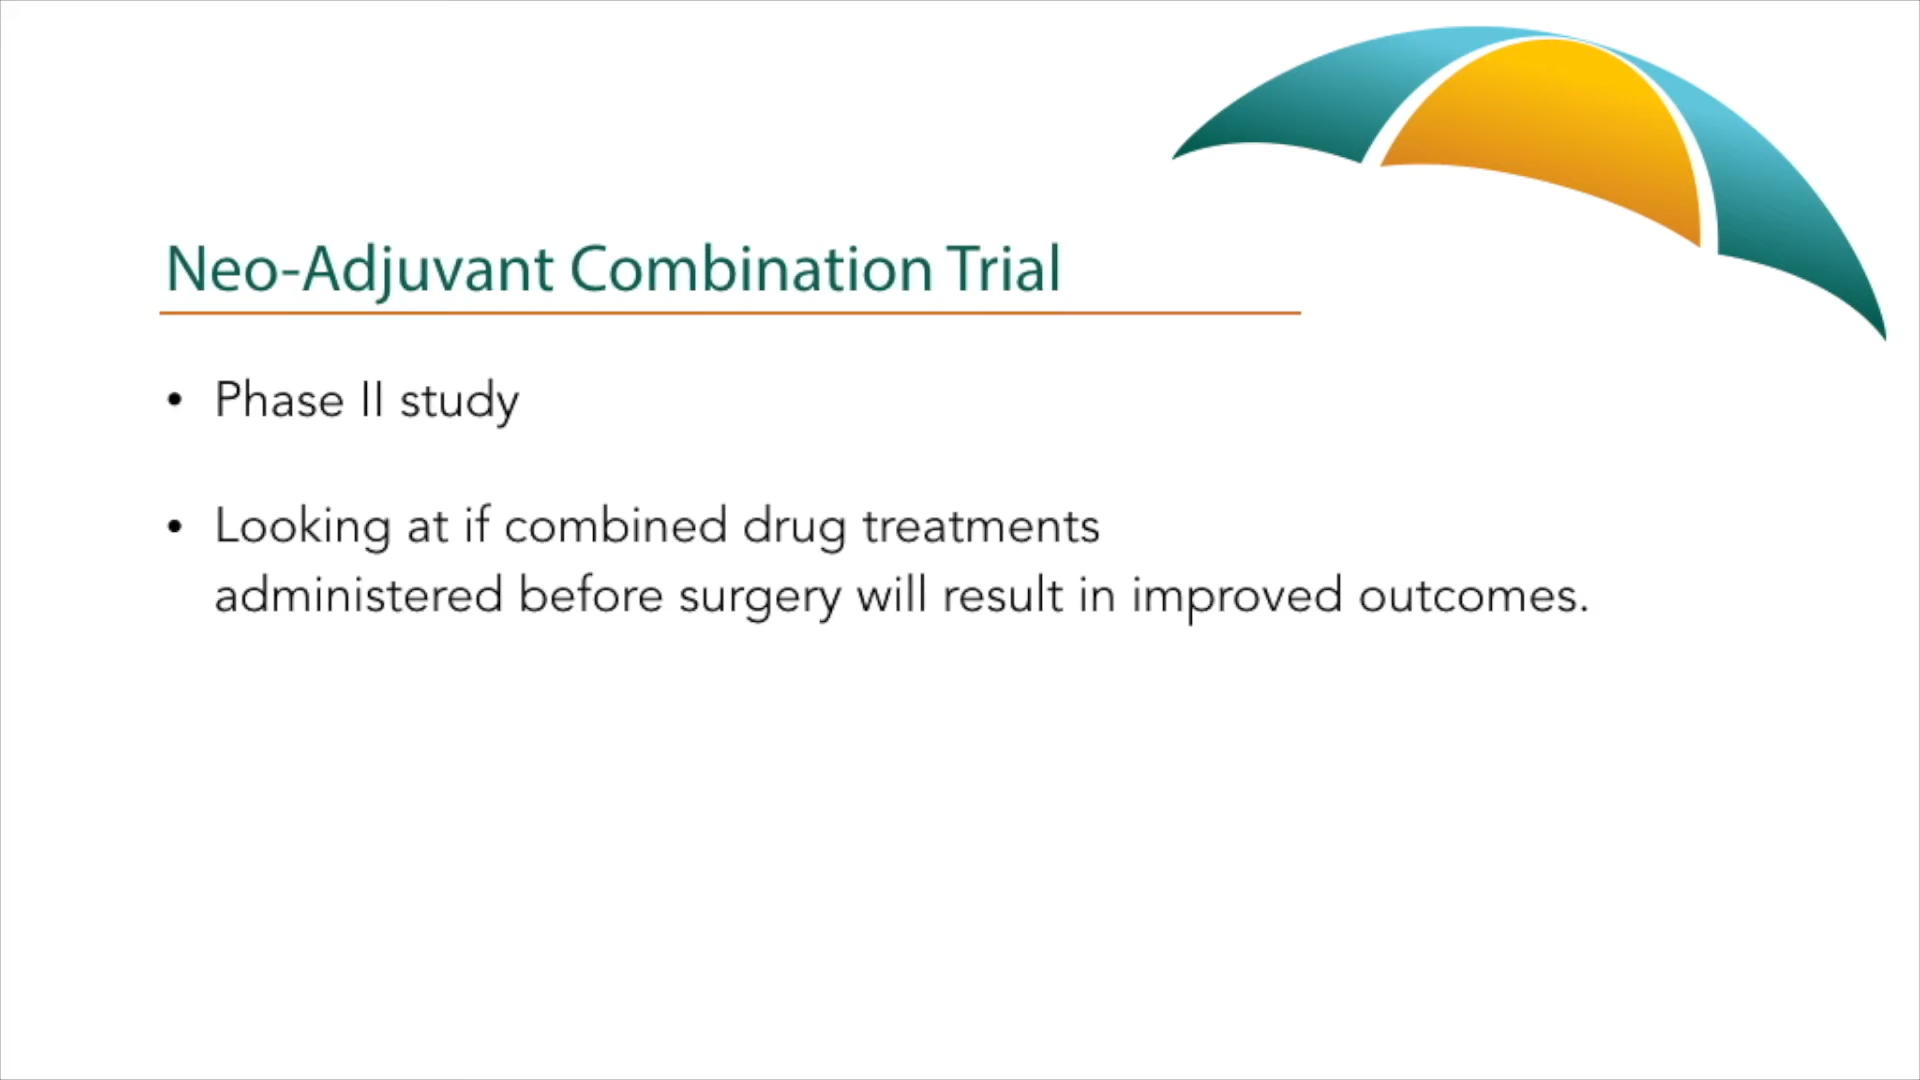 Neo-Adjuvant Combination Trial
• Phase II study
• Looking at if combined drug treatments
administered before surgery will result in improved outcomes.